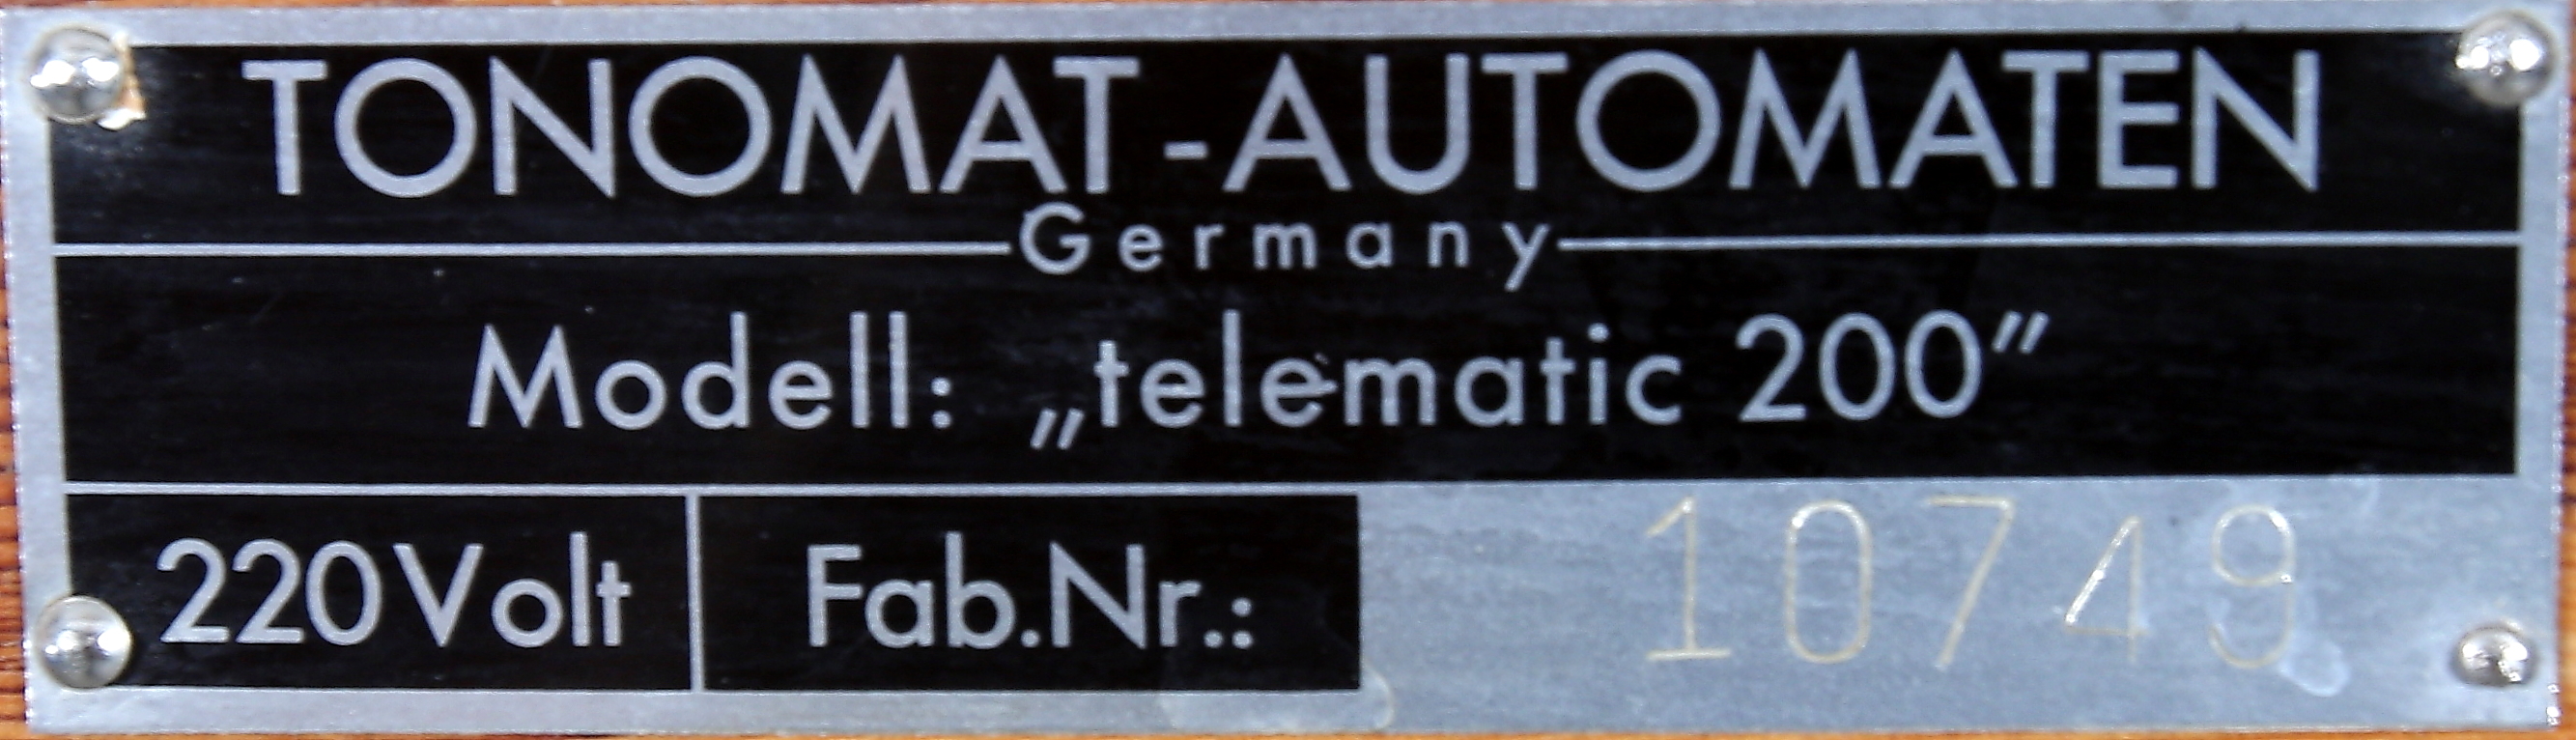 TONOMAT-AUTOMATEN
Germany
Modell: „telematic 200”
220 Volt Fab.Nr.: 10749